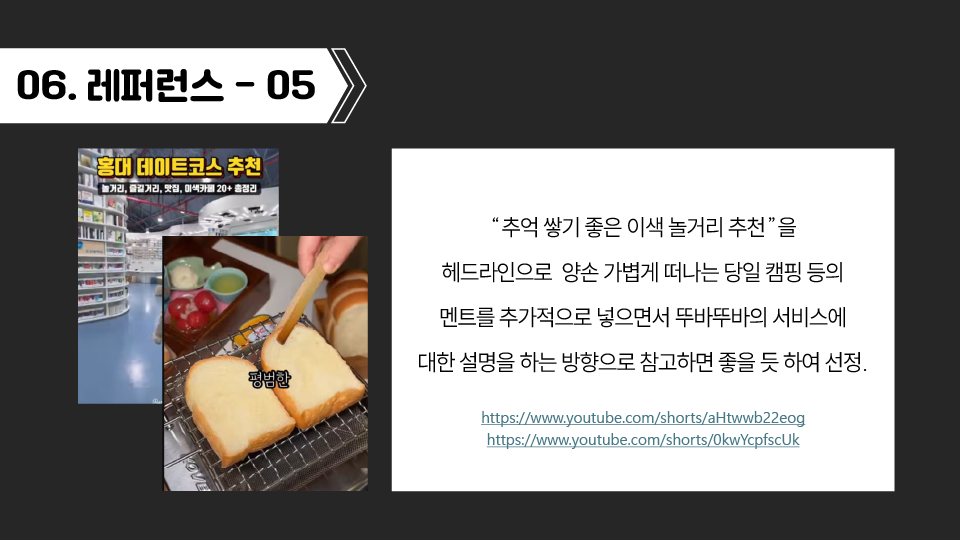 06. 레퍼런스 - 05
홍대 데이트코스 추천
놀거리, 즐길거리, 맛집, 이색카페 20+ 총정리
평범한
“추억 쌓기 좋은 이색 놀거리 추천”을
헤드라인으로 양손 가볍게 떠나는 당일 캠핑 등의
멘트를 추가적으로 넣으면서 뚜바뚜바의 서비스에
대한 설명을 하는 방향으로 참고하면 좋을 듯 하여 선정.
https://www.youtube.com/shorts/aHtwwb22eog
https://www.youtube.com/shorts/0kwYcpfscUk